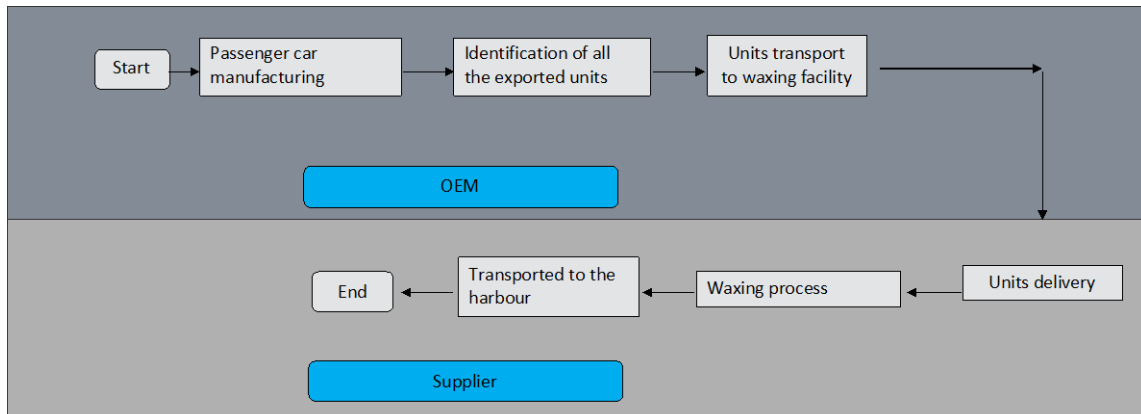 Start
Passenger car
manufacturing
Identification of all
the exported units
Units transport
to waxing facility
OEM
End
Transported to the
harbour
Waxing process
Units delivery
Supplier